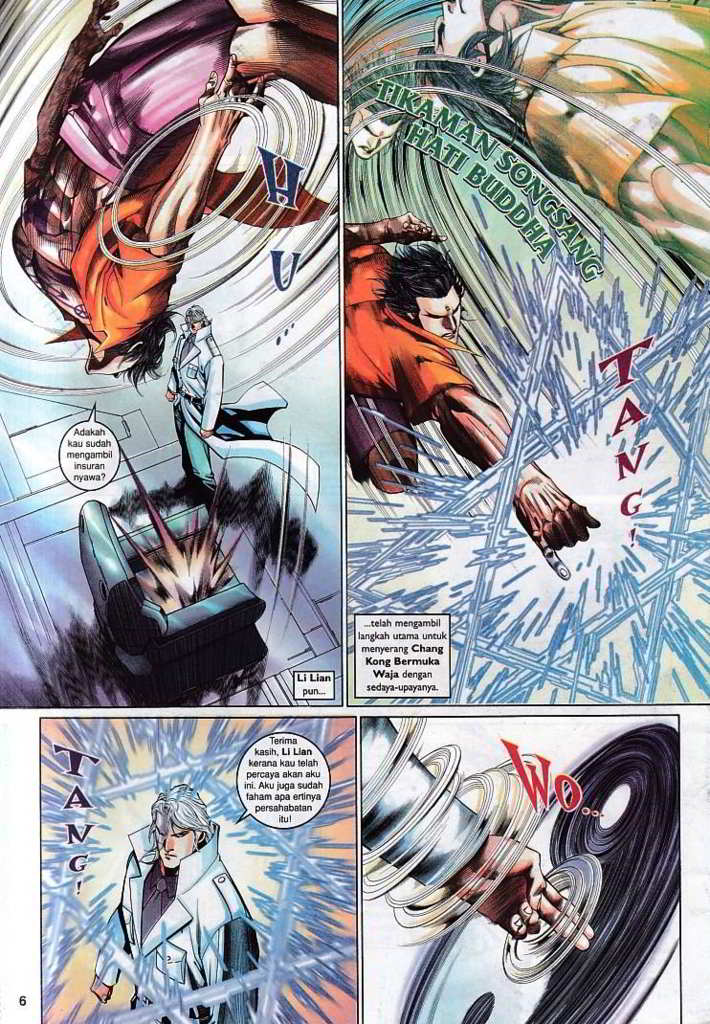 HU...
Adakah
kau sudah
mengambil
insuran
nyawa?
Li Lian
pun...
TIKAMAN SONGSANG
HATI BUDDHA
TANG!
...telah mengambil
langkah utama untuk
menyerang Chang
Kong Bermuka
Waja dengan
sedaya-upayanya.
TANG!
Terima
kasih, Li Lian
kerana kau telah
percaya akan aku
ini. Aku juga sudah
faham apa ertinya
persahabatan
itu!
WO...
6